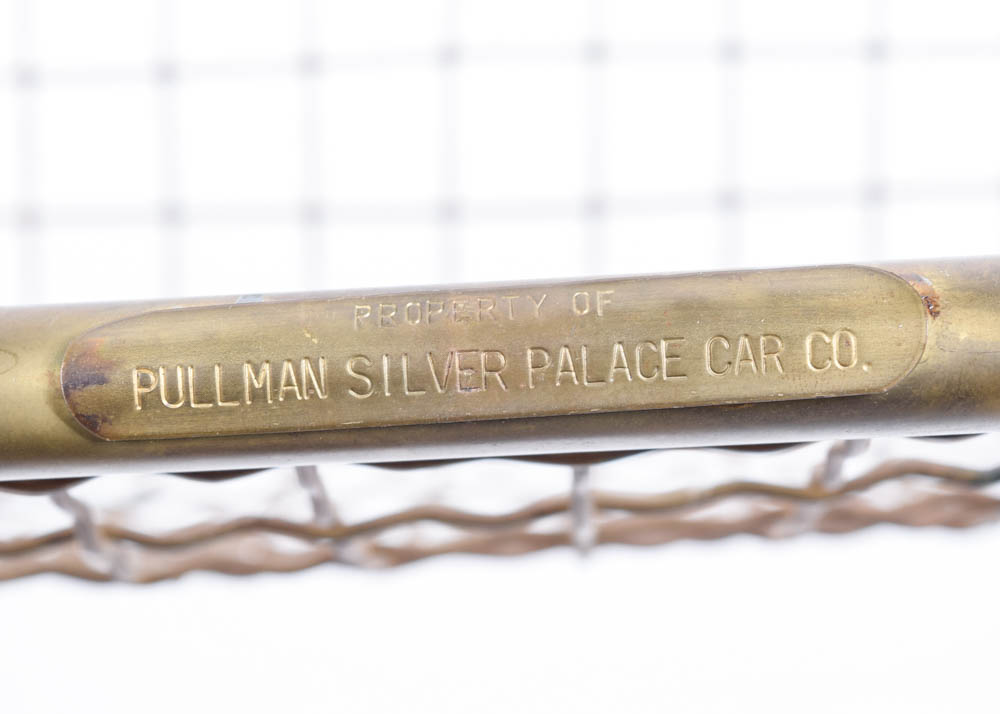 PROPERTY OF
PULLMAN SILVER PALACE CAR CO.